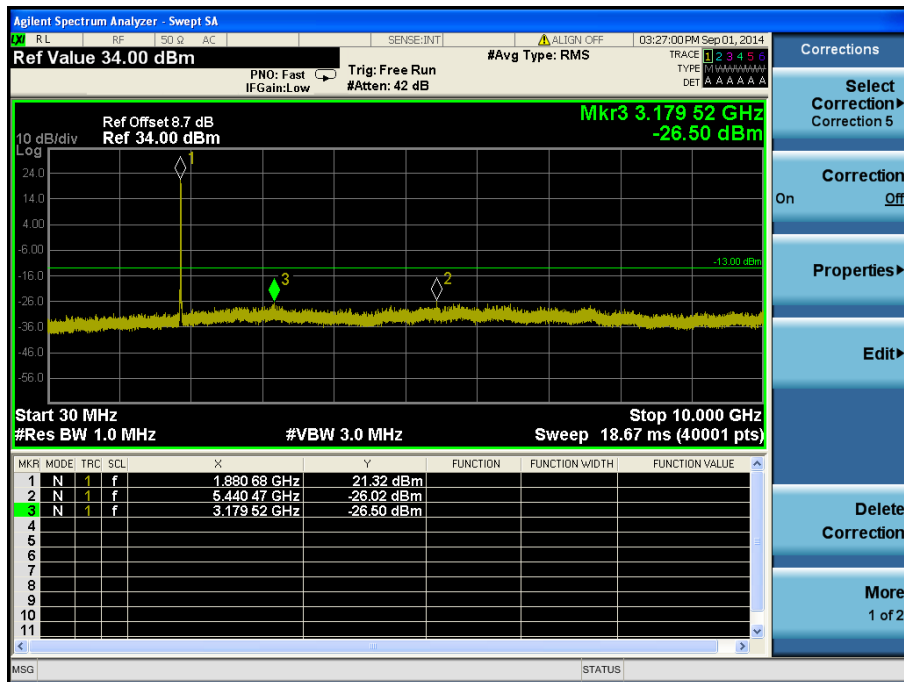 Agilent Spectrum Analyzer - Swept SA
LXI RL RF 50 Ω AC SENSE:INT ALIGN OFF 03:27:00 PM Sep 01, 2014
Ref Value 34.00 dBm
PNO: Fast
IFGain:Low
Trig: Free Run
#Atten: 42 dB
#Avg Type: RMS
TRACE 1 2 3 4 5 6
TYPE M WWWWW
DET A A A A A A
Mkr3 3.179 52 GHz
-26.50 dBm
Ref Offset 8.7 dB
10 dB/div Ref 34.00 dBm
Log
24.0
14.0
4.00
-6.00
-16.0
-26.0
-36.0
-46.0
-56.0
1
3
2
-13.00 dBm
Start 30 MHz Stop 10.000 GHz
#Res BW 1.0 MHz #VBW 3.0 MHz Sweep 18.67 ms (40001 pts)
MKR MODE TRC SCL X Y FUNCTION FUNCTION WIDTH FUNCTION VALUE
1 N 1 f 1.880 68 GHz 21.32 dBm
2 N 1 f 5.440 47 GHz -26.02 dBm
3 N 1 f 3.179 52 GHz -26.50 dBm
4
5
6
7
8
9
10
11
MSG STATUS
Corrections
Select
Correction
Correction 5
Correction
On Off
Properties
Edit
Delete
Correction
More
1 of 2